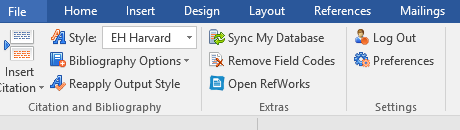 File Home Insert Design Layout References Mailings
Style: EH Harvard Sync My Database Log Out
Insert Citation Bibliography Options Remove Field Codes Preferences
Reapply Output Style Open RefWorks
Citation and Bibliography Extras Settings